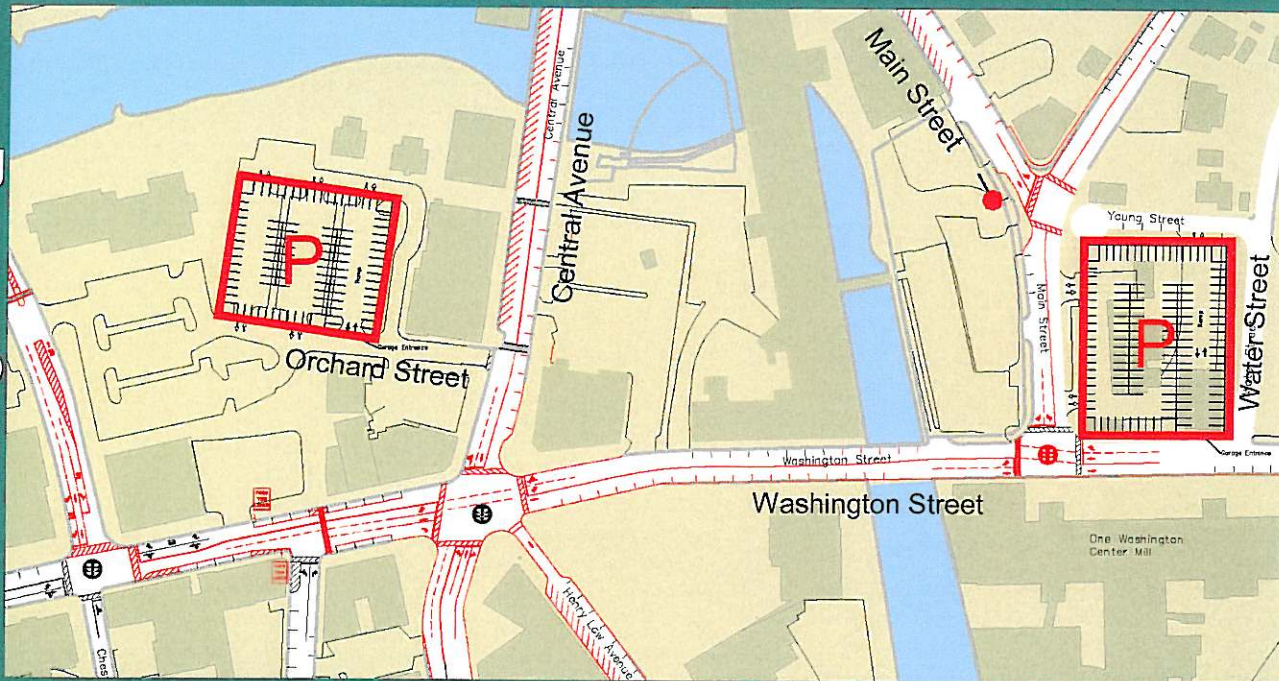 Main Street
Central Avenue
Central Avenue
Young Street
P
Main Street
P
Water Street
Garage Entrance
Orchard Street
Washington Street
Garage Entrance
Washington Street
One Washington
Center Mill
Henry Law Avenue
Ches